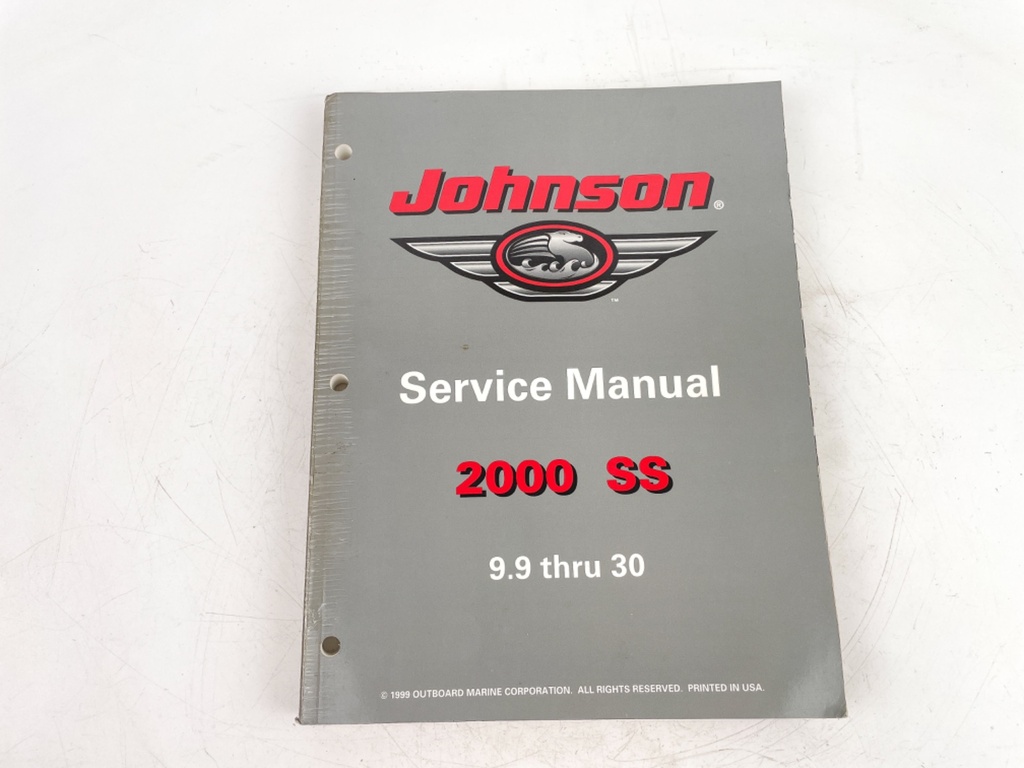 Johnson®
™
Service Manual
2000 SS
9.9 thru 30
© 1999 OUTBOARD MARINE CORPORATION. ALL RIGHTS RESERVED. PRINTED IN USA.